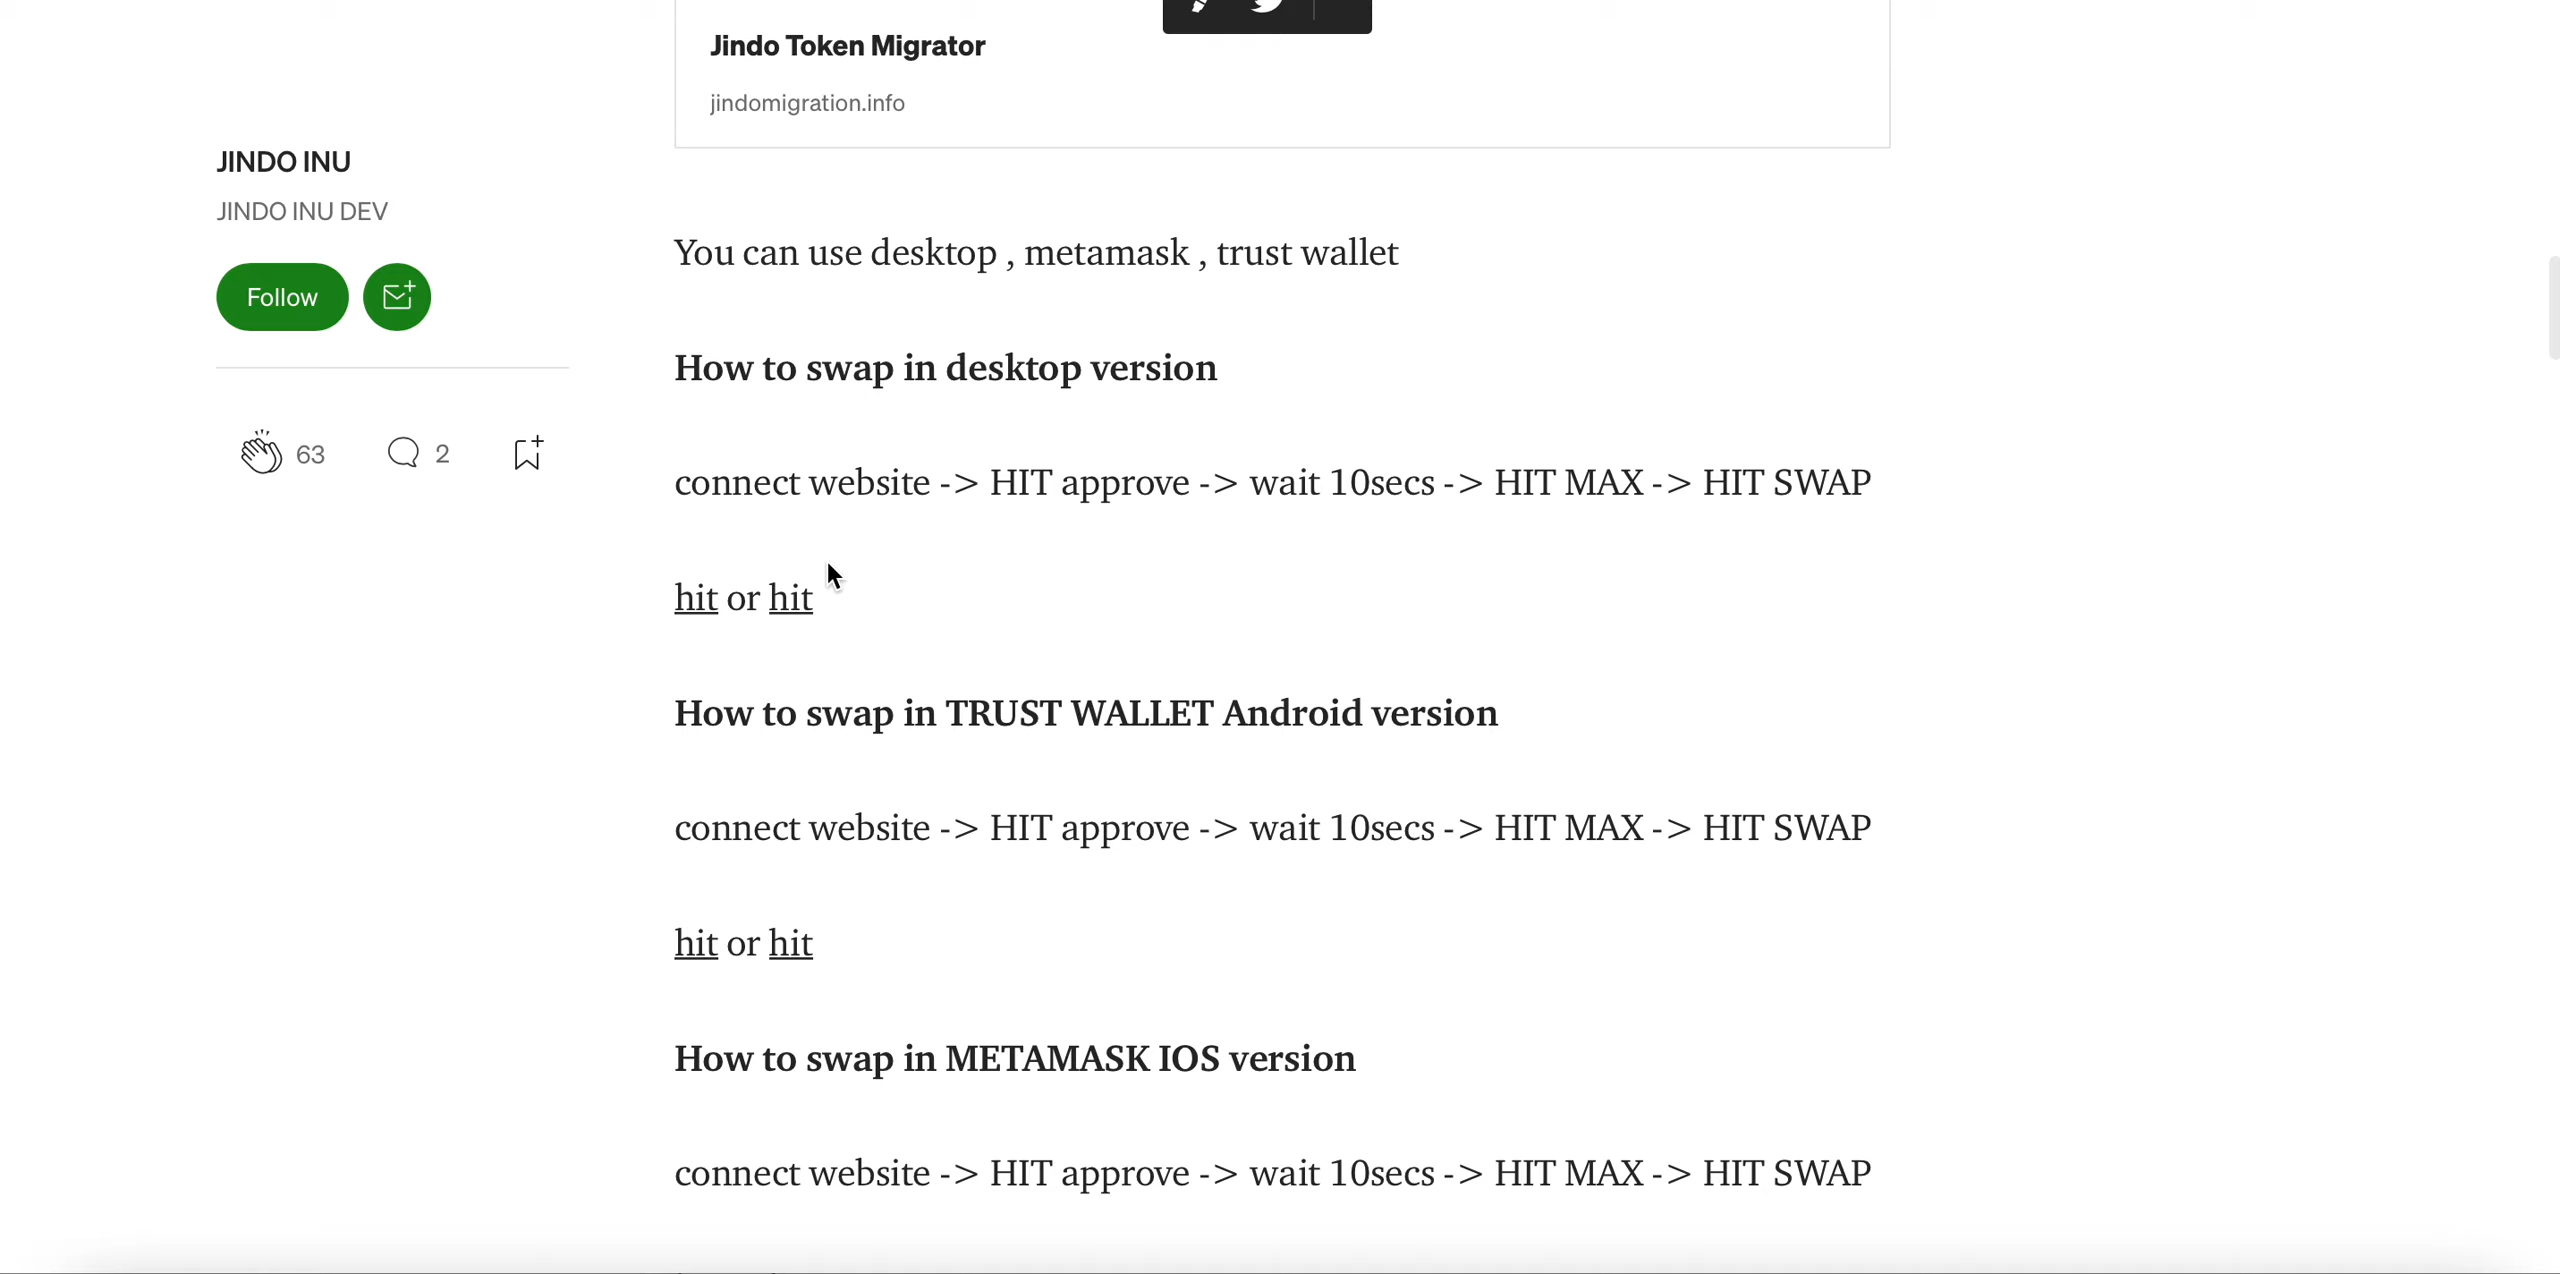 Jindo Token Migrator
jindomigration.info
JINDO INU
JINDO INU DEV
Follow
63
2
You can use desktop , metamask , trust wallet
How to swap in desktop version
connect website -> HIT approve -> wait 10secs -> HIT MAX -> HIT SWAP
hit or hit
How to swap in TRUST WALLET Android version
connect website -> HIT approve -> wait 10secs -> HIT MAX -> HIT SWAP
hit or hit
How to swap in METAMASK IOS version
connect website -> HIT approve -> wait 10secs -> HIT MAX -> HIT SWAP